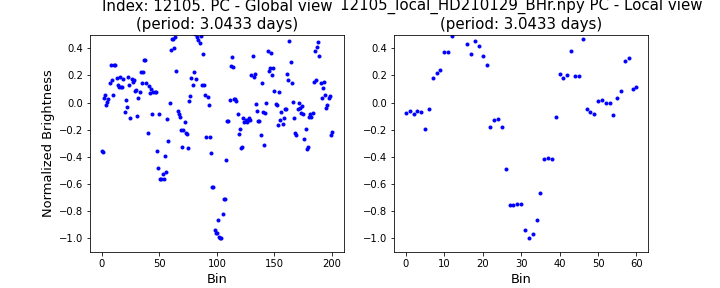 Index: 12105. PC - Global view
(period: 3.0433 days)
12105_local_HD210129_BHr.npy PC - Local view
(period: 3.0433 days)
Normalized Brightness
0.4
0.2
0.0
−0.2
−0.4
−0.6
−0.8
−1.0
0 50 100 150 200
Bin
0.4
0.2
0.0
−0.2
−0.4
−0.6
−0.8
−1.0
0 10 20 30 40 50 60
Bin